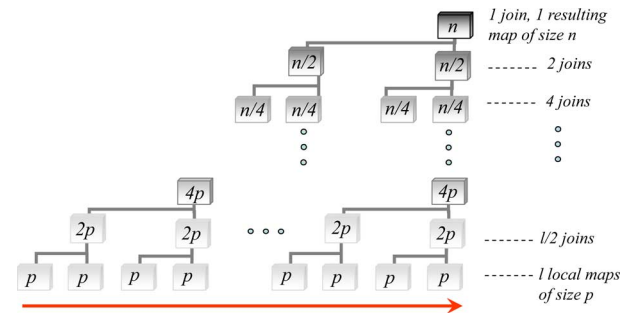 n
1 join, 1 resulting
map of size n
n/2
n/2
2 joins
n/4
n/4
n/4
n/4
4 joins
4p
4p
2p
2p
2p
2p
l/2 joins
p
p
p
p
p
p
p
p
l local maps
of size p